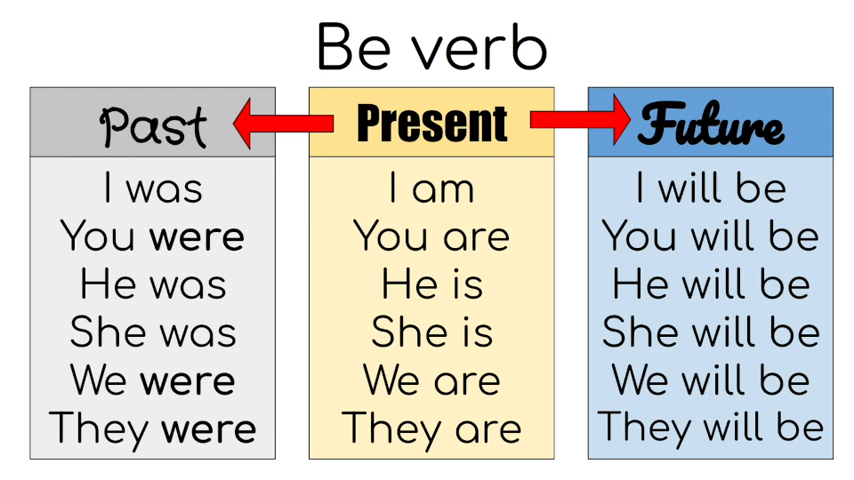 Be verb
Past
I was
You were
He was
She was
We were
They were
Present
I am
You are
He is
She is
We are
They are
Future
I will be
You will be
He will be
She will be
We will be
They will be